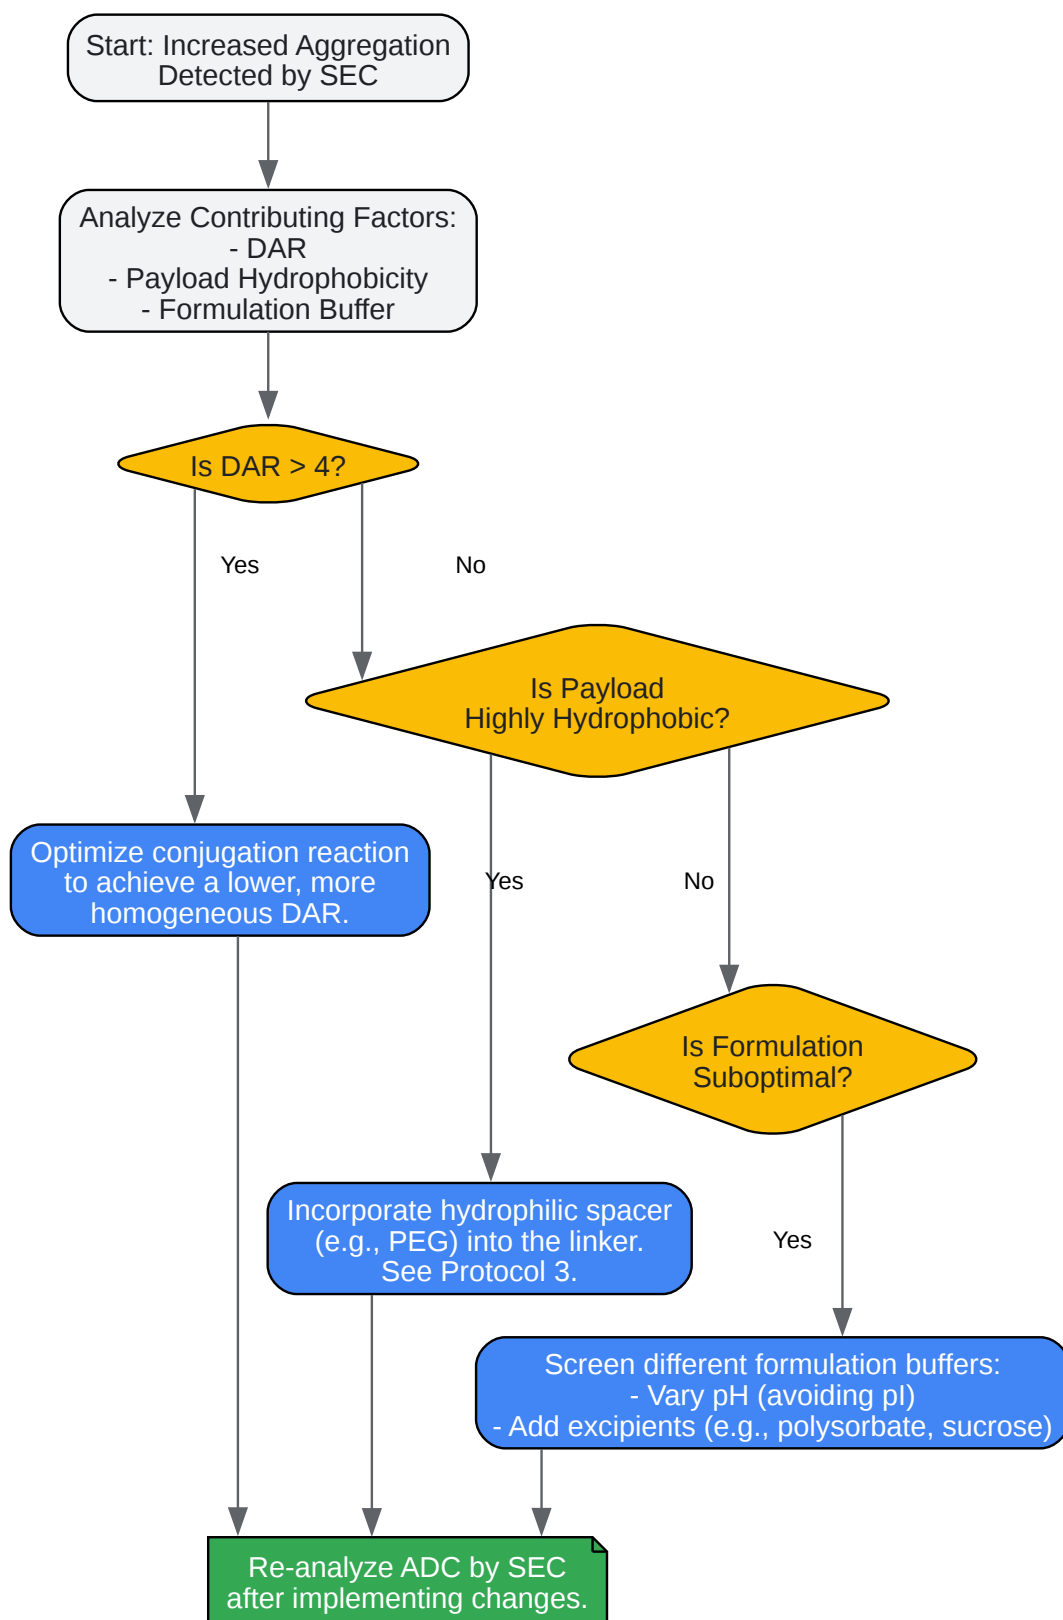 Start: Increased Aggregation
Detected by SEC
Analyze Contributing Factors:
- DAR
- Payload Hydrophobicity
- Formulation Buffer
Is DAR > 4?
Yes
No
Is Payload
Highly Hydrophobic?
Optimize conjugation reaction
to achieve a lower, more
homogeneous DAR.
Yes
No
Is Formulation
Suboptimal?
Incorporate hydrophilic spacer
(e.g., PEG) into the linker.
See Protocol 3.
Yes
Screen different formulation buffers:
- Vary pH (avoiding pI)
- Add excipients (e.g., polysorbate, sucrose)
Re-analyze ADC by SEC
after implementing changes.